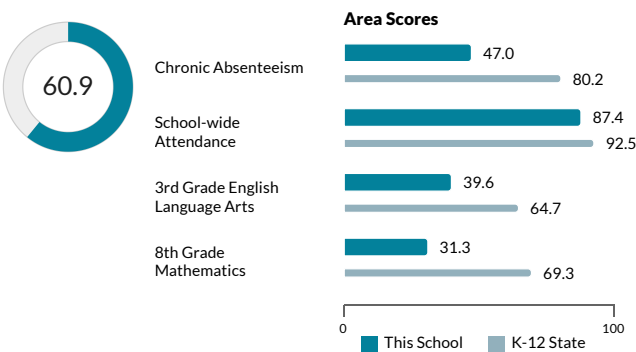 Area Scores
60.9
Chronic Absenteeism
47.0
80.2
School-wide
Attendance
87.4
92.5
3rd Grade English
Language Arts
39.6
64.7
8th Grade
Mathematics
31.3
69.3
0
100
This School
K-12 State